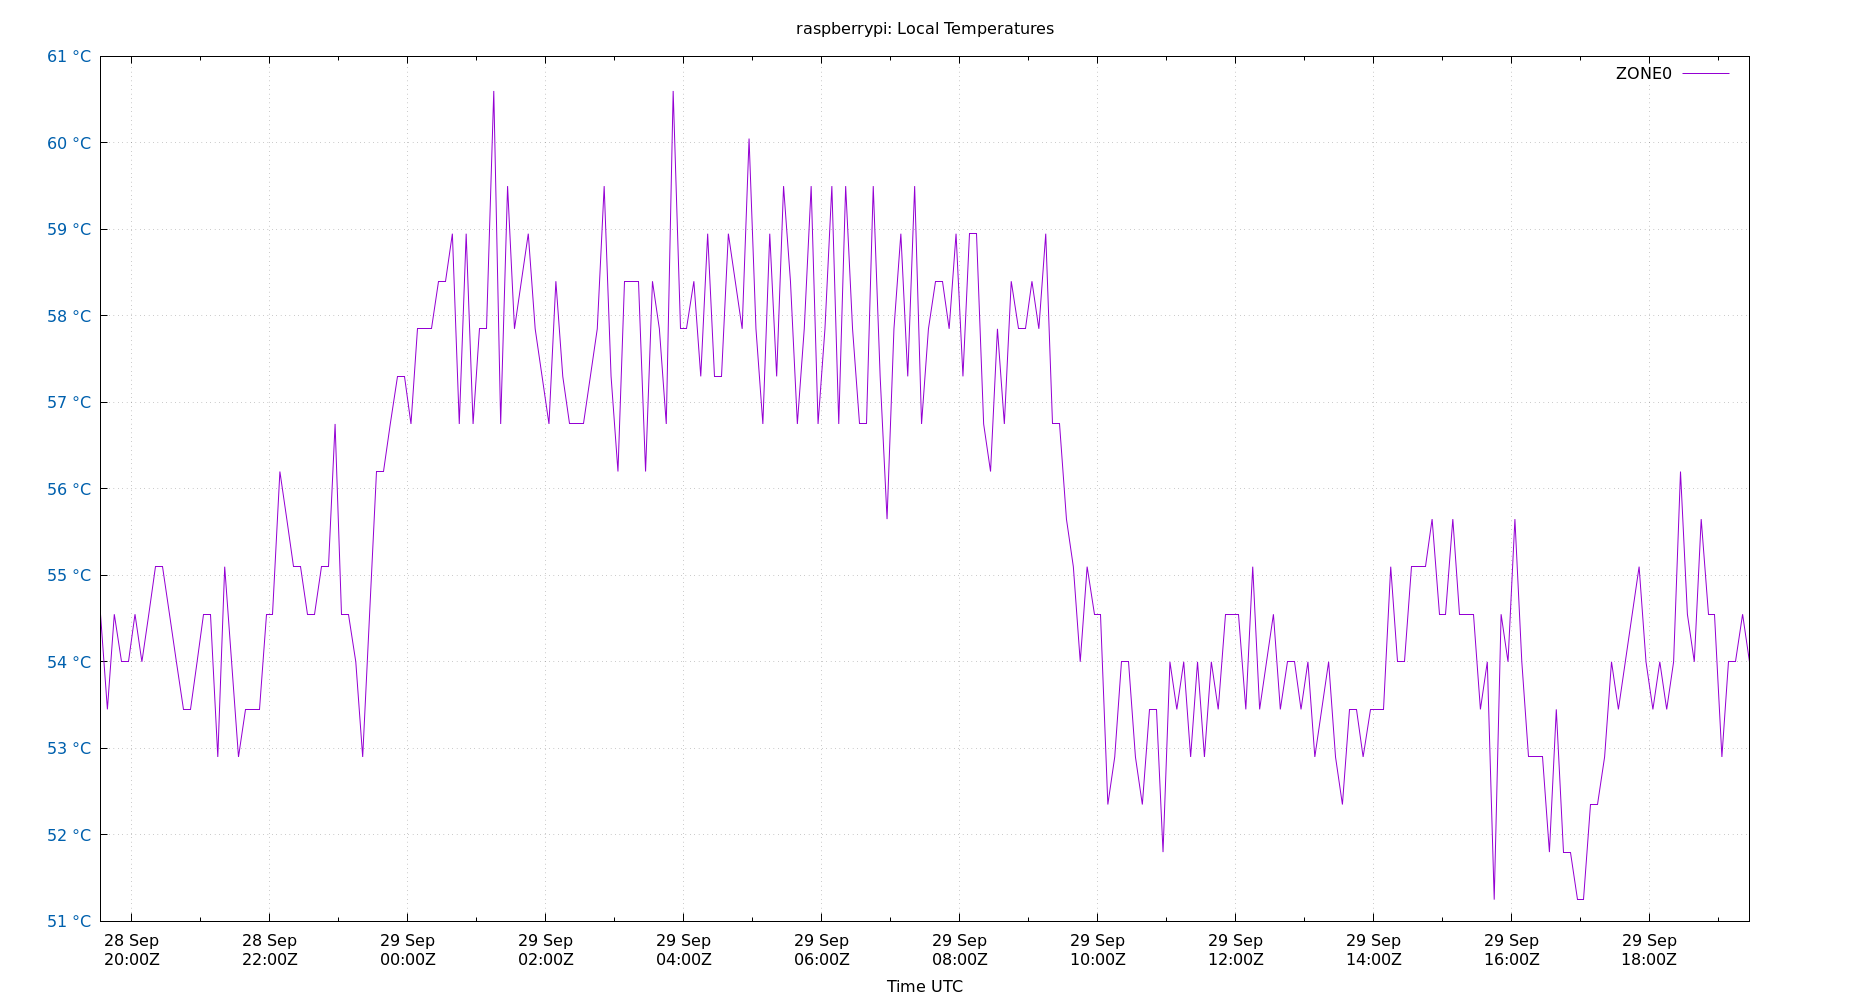 raspberrypi: Local Temperatures
61 °C
ZONE0
60 °C
59 °C
58 °C
57 °C
56 °C
55 °C
54 °C
53 °C
52 °C
51 °C
28 Sep 28 Sep 29 Sep 29 Sep 29 Sep 29 Sep 29 Sep 29 Sep 29 Sep 29 Sep 29 Sep 29 Sep
20:00Z 22:00Z 00:00Z 02:00Z 04:00Z 06:00Z 08:00Z 10:00Z 12:00Z 14:00Z 16:00Z 18:00Z
Time UTC